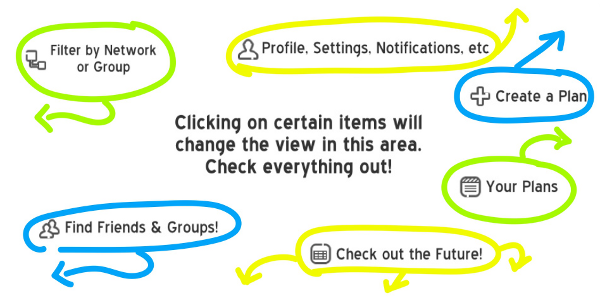 Filter by Network
or Group
Profile, Settings, Notifications, etc
Create a Plan
Clicking on certain items will
change the view in this area.
Check everything out!
Your Plans
Find Friends & Groups!
Check out the Future!